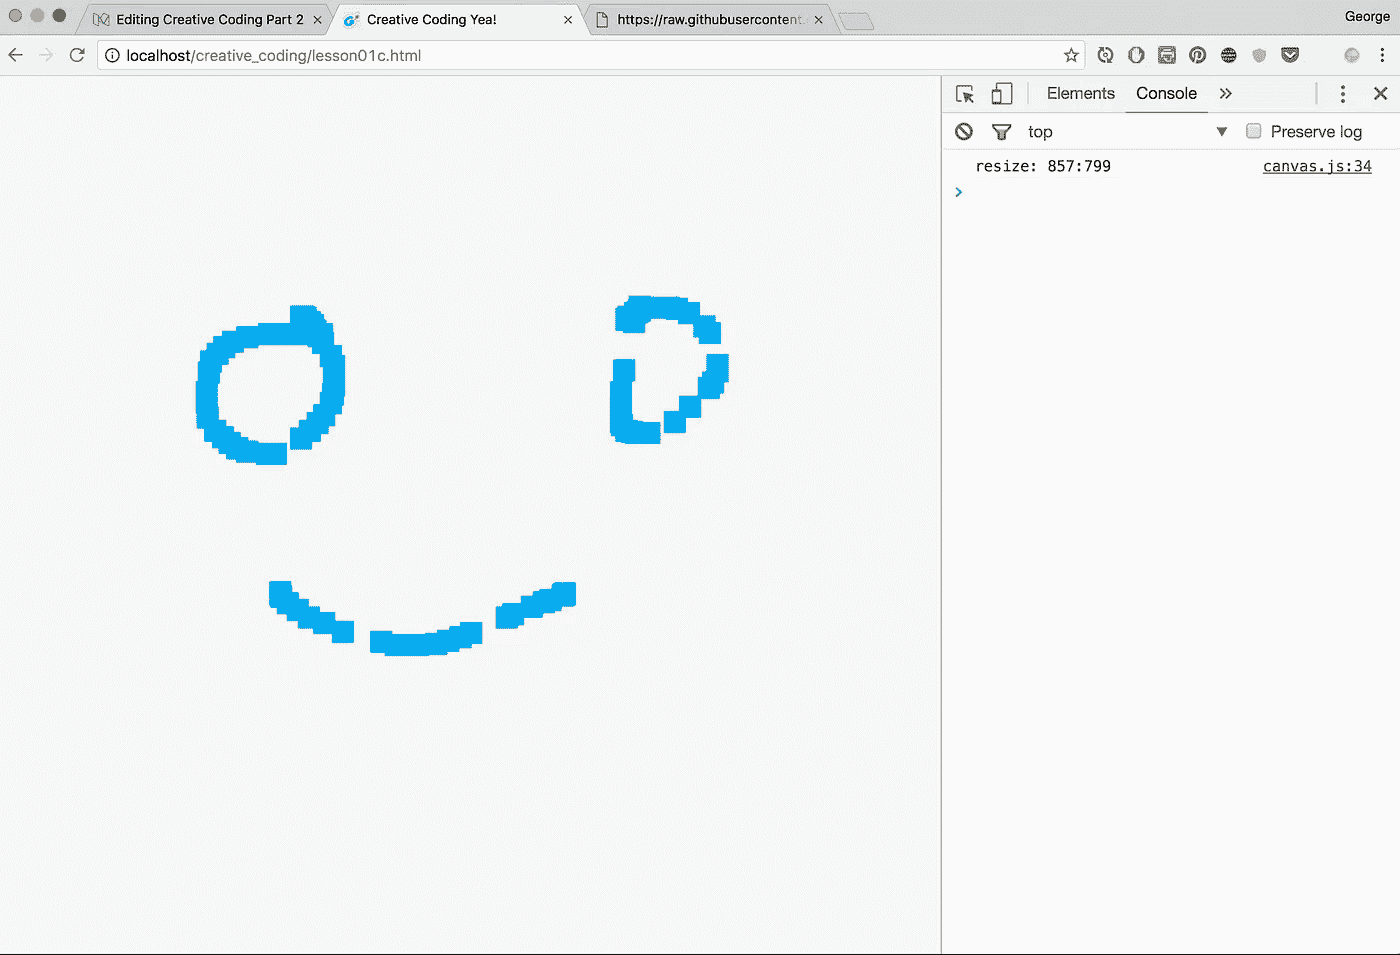 Editing Creative Coding Part 2
Creative Coding Yea!
https://raw.githubusercontent.
George
localhost/creative_coding/lesson01c.html
Elements
Console
top
Preserve log
resize: 857:799
canvas.js:34